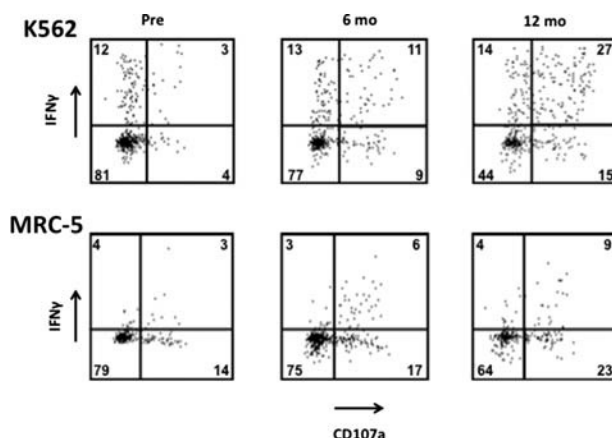 K562
Pre 6 mo 12 mo
12 3 13 11 14 27
IFNγ
81 4 77 9 44 15
MRC-5
4 3 3 6 4 9
IFNγ
79 14 75 17 64 23
CD107a